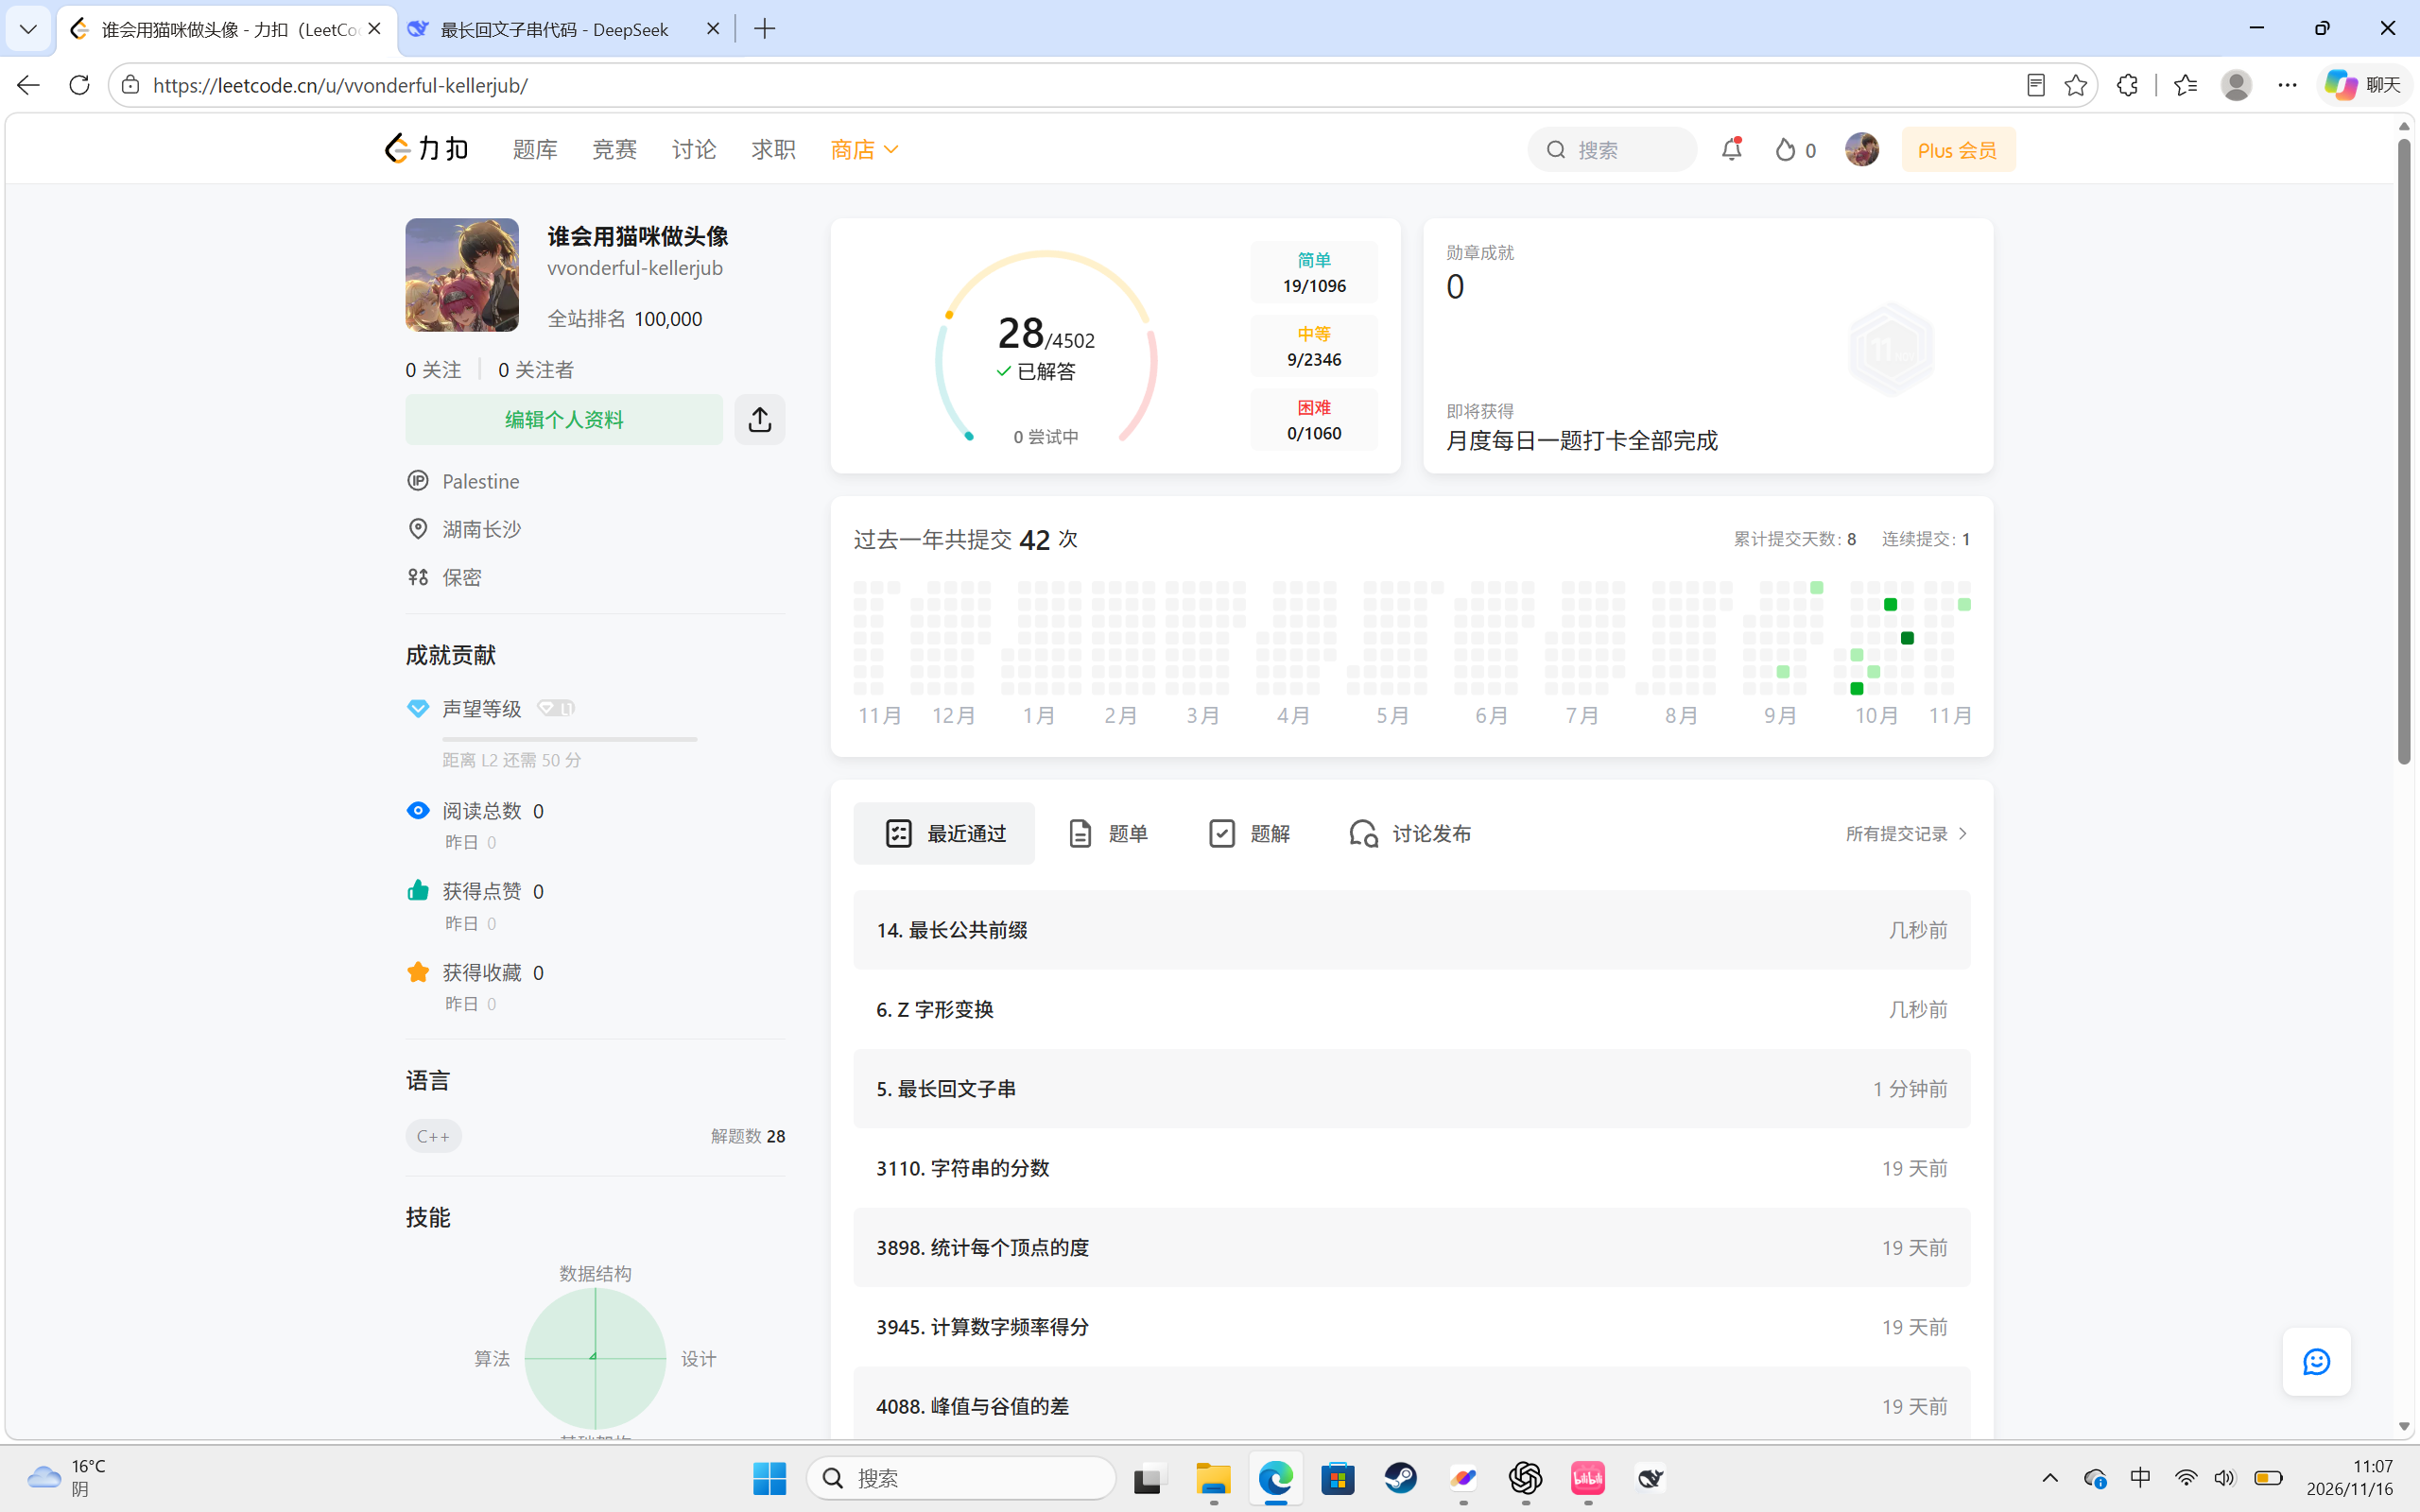 谁会用猫咪做头像 - 力扣（LeetCo
最长回文子串代码 - DeepSeek
https://leetcode.cn/u/vvonderful-kellerjub/
聊天
力扣
题库
竞赛
讨论
求职
商店
搜索
0
Plus 会员
谁会用猫咪做头像
vvonderful-kellerjub
全站排名 100,000
0 关注
0 关注者
编辑个人资料
IP Palestine
湖南长沙
保密
成就贡献
声望等级 L1
距离 L2 还需 50 分
阅读总数 0
昨日 0
获得点赞 0
昨日 0
获得收藏 0
昨日 0
语言
C++
解题数 28
技能
数据结构
算法
设计
28/4502
已解答
0 尝试中
简单
19/1096
中等
9/2346
困难
0/1060
勋章成就
0
11 NOV
即将获得
月度每日一题打卡全部完成
过去一年共提交 42 次
累计提交天数: 8
连续提交: 1
11月 12月 1月 2月 3月 4月 5月 6月 7月 8月 9月 10月 11月
最近通过
题单
题解
讨论发布
所有提交记录
14. 最长公共前缀 几秒前
6. Z 字形变换 几秒前
5. 最长回文子串 1 分钟前
3110. 字符串的分数 19 天前
3898. 统计每个顶点的度 19 天前
3945. 计算数字频率得分 19 天前
4088. 峰值与谷值的差 19 天前
16°C
阴
搜索
bilibili
中
11:07
2026/11/16